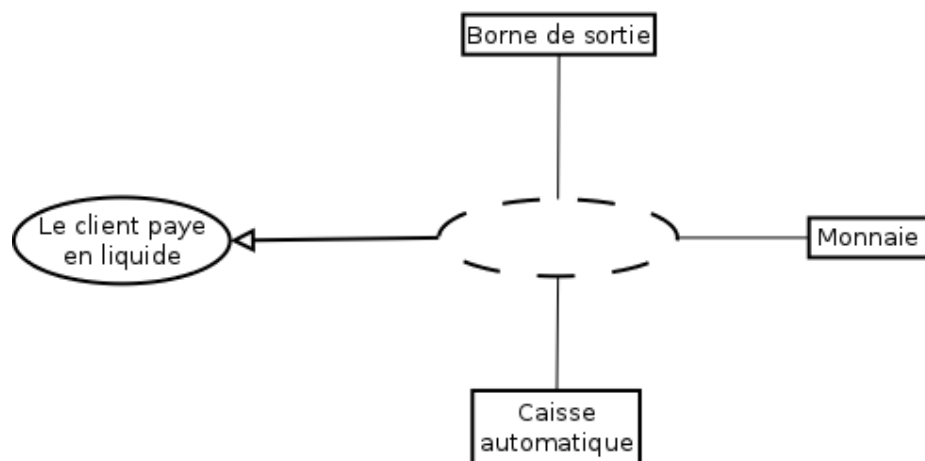 Borne de sortie
Le client paye
en liquide
Monnaie
Caisse
automatique